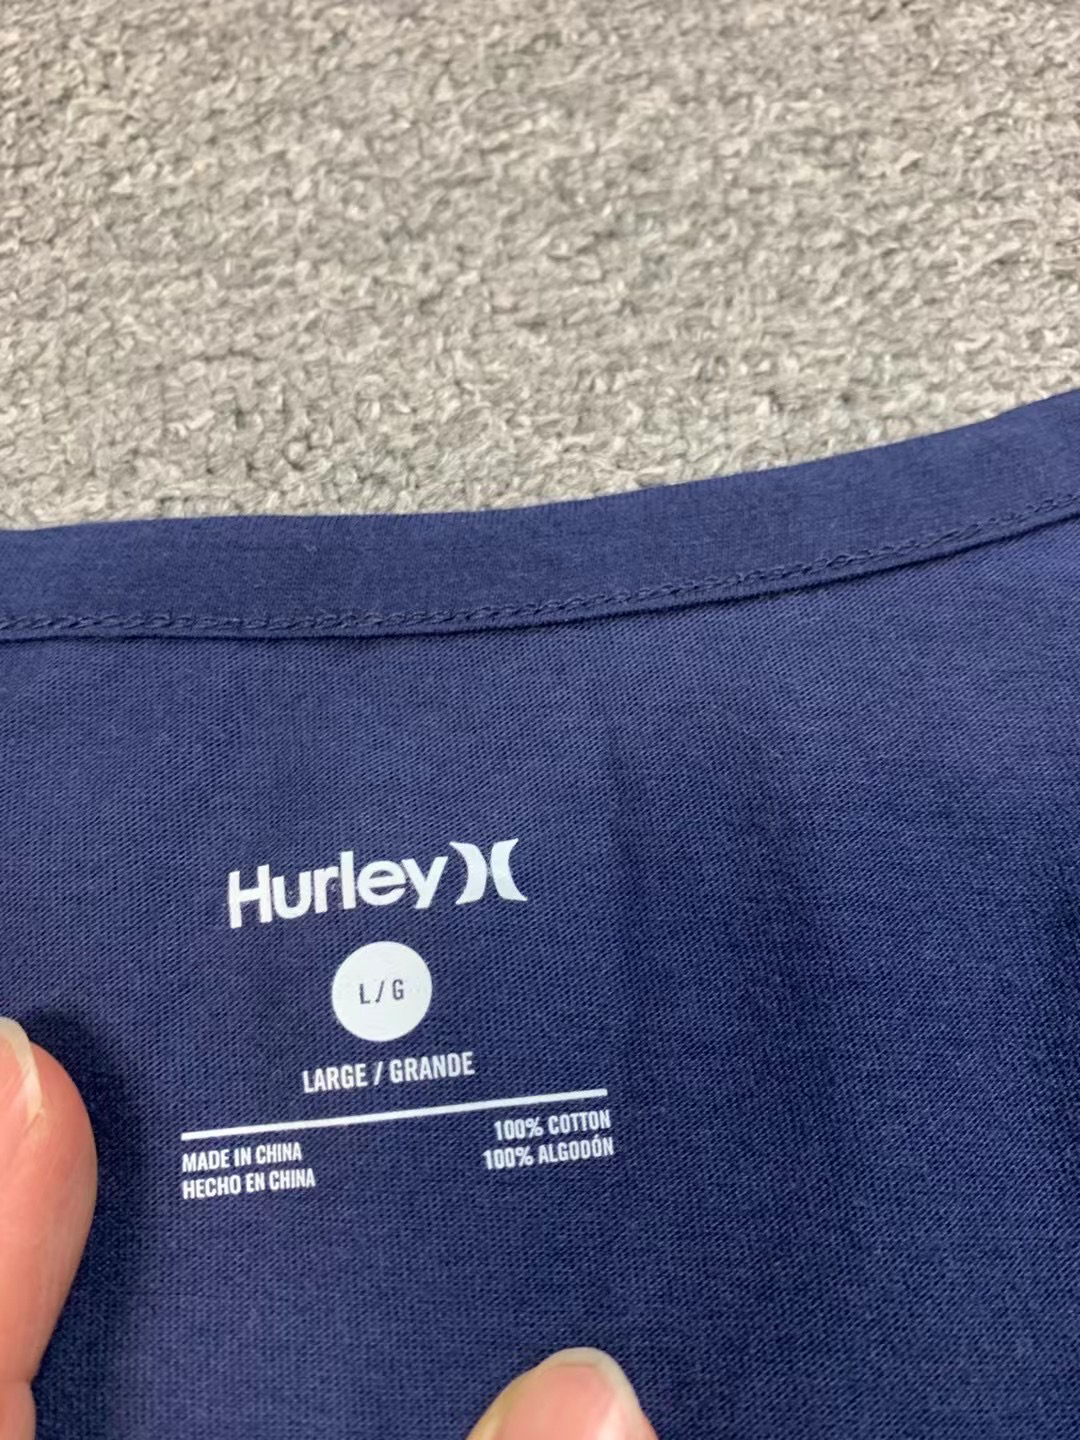 Hurley
L/G
LARGE / GRANDE
MADE IN CHINA
HECHO EN CHINA
100% COTTON
100% ALGODÓN